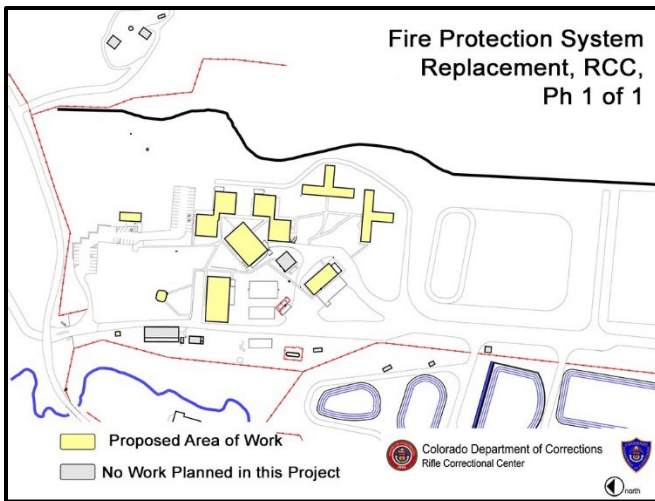 Fire Protection System
Replacement, RCC,
Ph 1 of 1
Proposed Area of Work
No Work Planned in this Project
Colorado Department of Corrections
Rifle Correctional Center
north